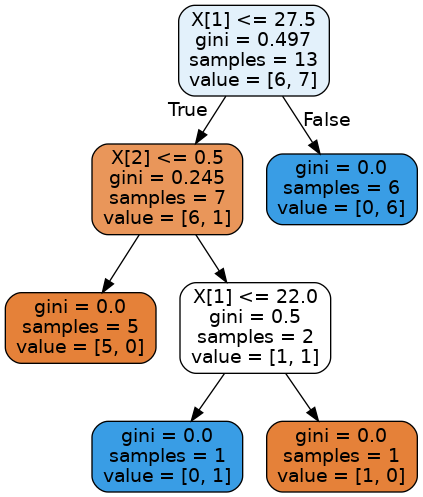 X[1] <= 27.5
gini = 0.497
samples = 13
value = [6, 7]
True
False
X[2] <= 0.5
gini = 0.245
samples = 7
value = [6, 1]
gini = 0.0
samples = 6
value = [0, 6]
gini = 0.0
samples = 5
value = [5, 0]
X[1] <= 22.0
gini = 0.5
samples = 2
value = [1, 1]
gini = 0.0
samples = 1
value = [0, 1]
gini = 0.0
samples = 1
value = [1, 0]